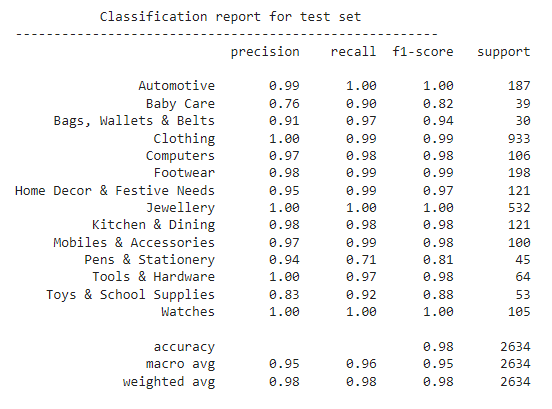 Classification report for test set
------------------------------------------------------
precision recall f1-score support
Automotive 0.99 1.00 1.00 187
Baby Care 0.76 0.90 0.82 39
Bags, Wallets & Belts 0.91 0.97 0.94 30
Clothing 1.00 0.99 0.99 933
Computers 0.97 0.98 0.98 106
Footwear 0.98 0.99 0.99 198
Home Decor & Festive Needs 0.95 0.99 0.97 121
Jewellery 1.00 1.00 1.00 532
Kitchen & Dining 0.98 0.98 0.98 121
Mobiles & Accessories 0.97 0.99 0.98 100
Pens & Stationery 0.94 0.71 0.81 45
Tools & Hardware 1.00 0.97 0.98 64
Toys & School Supplies 0.83 0.92 0.88 53
Watches 1.00 1.00 1.00 105
accuracy 0.98 2634
macro avg 0.95 0.96 0.95 2634
weighted avg 0.98 0.98 0.98 2634